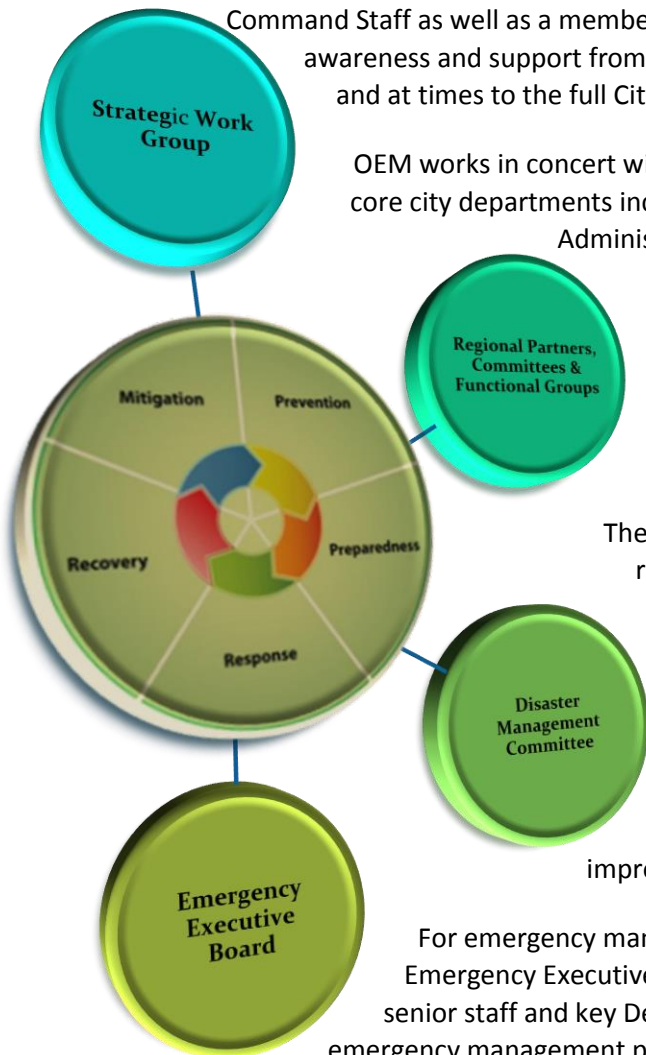 Command Staff as well as a membe
awareness and support from
and at times to the full Cit
Strategic Work
Group
OEM works in concert wi
core city departments inc
Adminis
Regional Partners,
Committees &
Functional Groups
Mitigation
Prevention
Recovery
Preparedness
Response
The
r
Disaster
Management
Committee
impre
Emergency
Executive
Board
For emergency mar
Emergency Executive
senior staff and key De
emergency management p